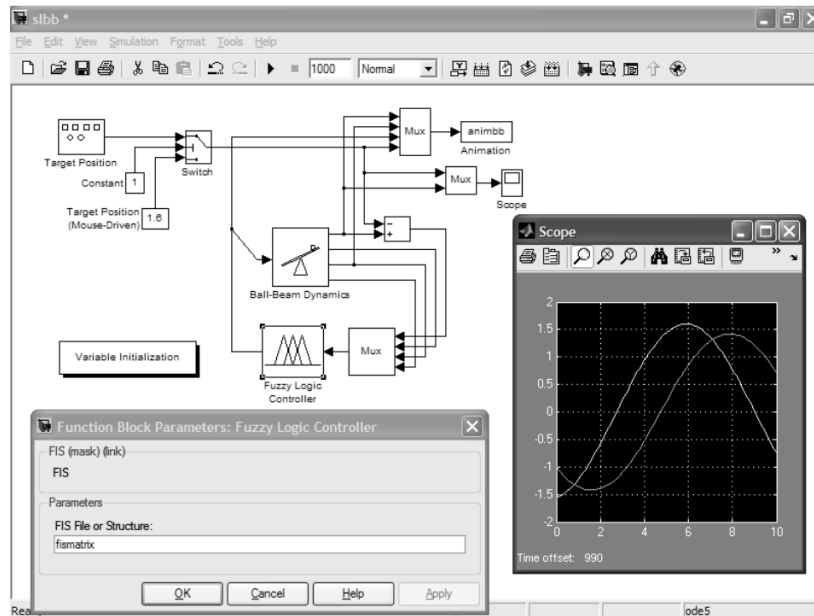 slbb *
File Edit View Simulation Format Tools Help
1000 Normal
Target Position
Constant 1
Target Position
(Mouse-Driven) 1.6
Switch
Mux
animbb
Animation
Mux
Scope
Ball-Beam Dynamics
Variable Initialization
Fuzzy Logic
Controller
Mux
Scope
2
1.5
1
0.5
0
-0.5
-1
-1.5
-2
0 2 4 6 8 10
Time offset: 990
Function Block Parameters: Fuzzy Logic Controller
FIS (mask) (link)
FIS
Parameters
FIS File or Structure:
fismatrix
OK Cancel Help Apply
ode5